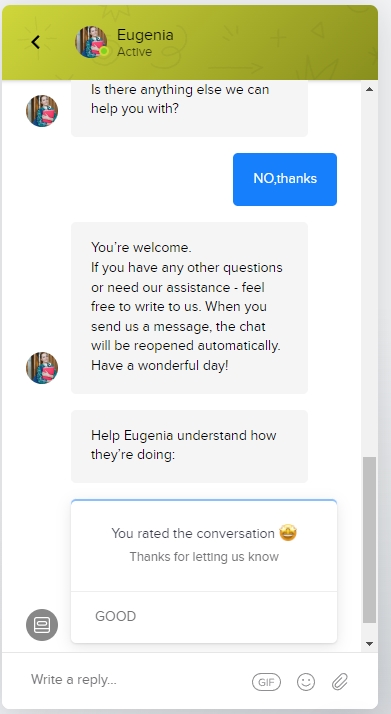 Eugenia
Active
Is there anything else we can
help you with?
NO,thanks
You’re welcome.
If you have any other questions
or need our assistance - feel
free to write to us. When you
send us a message, the chat
will be reopened automatically.
Have a wonderful day!
Help Eugenia understand how
they’re doing:
You rated the conversation 🤩
Thanks for letting us know
GOOD
Write a reply...
GIF